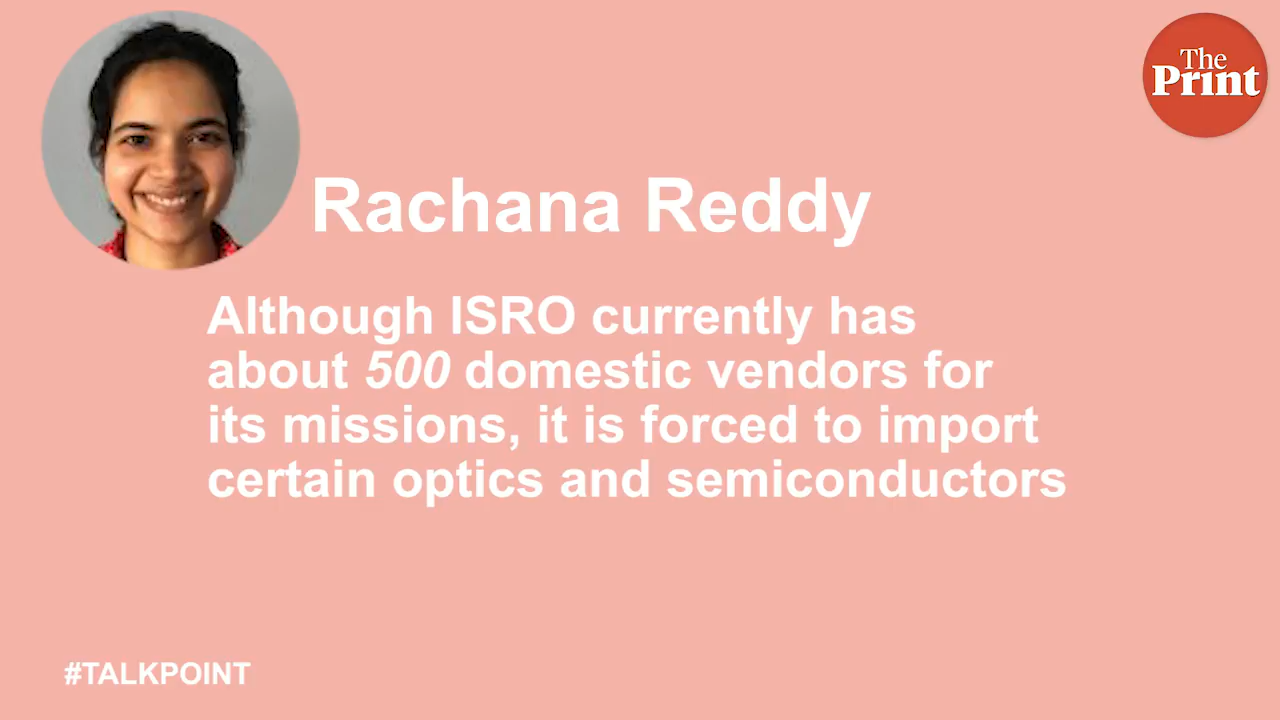 The
Print
Rachana Reddy
Although ISRO currently has
about 500 domestic vendors for
its missions, it is forced to import
certain optics and semiconductors
#TALKPOINT